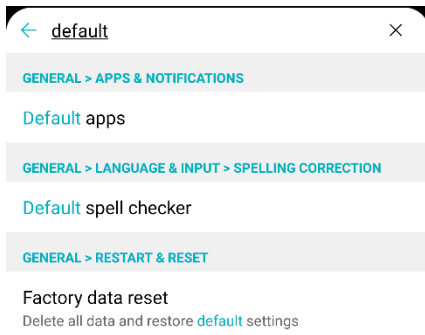 default
GENERAL > APPS & NOTIFICATIONS
Default apps
GENERAL > LANGUAGE & INPUT > SPELLING CORRECTION
Default spell checker
GENERAL > RESTART & RESET
Factory data reset
Delete all data and restore default settings